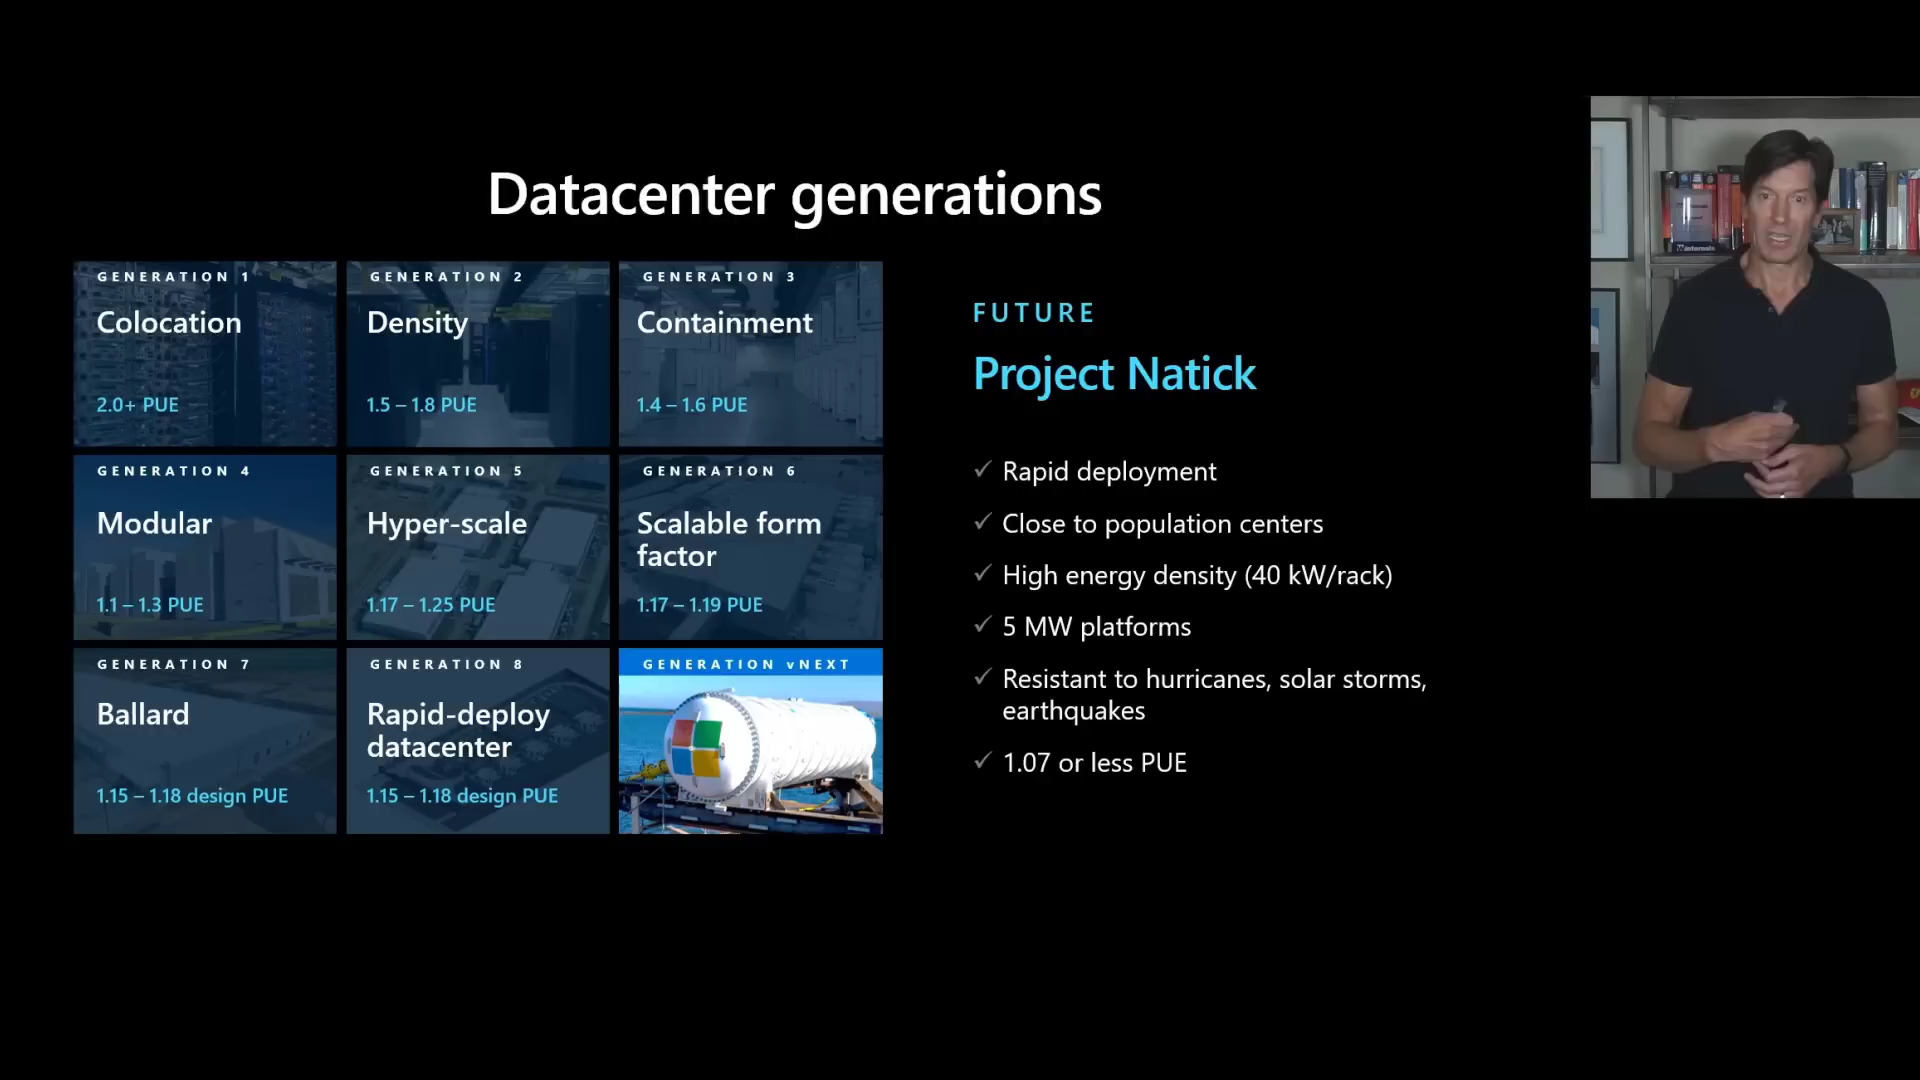 Datacenter generations
GENERATION 1
Colocation
2.0+ PUE
GENERATION 2
Density
1.5 – 1.8 PUE
GENERATION 3
Containment
1.4 – 1.6 PUE
GENERATION 4
Modular
1.1 – 1.3 PUE
GENERATION 5
Hyper-scale
1.17 – 1.25 PUE
GENERATION 6
Scalable form
factor
1.17 – 1.19 PUE
GENERATION 7
Ballard
1.15 – 1.18 design PUE
GENERATION 8
Rapid-deploy
datacenter
1.15 – 1.18 design PUE
GENERATION vNEXT
FUTURE
Project Natick
✓ Rapid deployment
✓ Close to population centers
✓ High energy density (40 kW/rack)
✓ 5 MW platforms
✓ Resistant to hurricanes, solar storms,
earthquakes
✓ 1.07 or less PUE